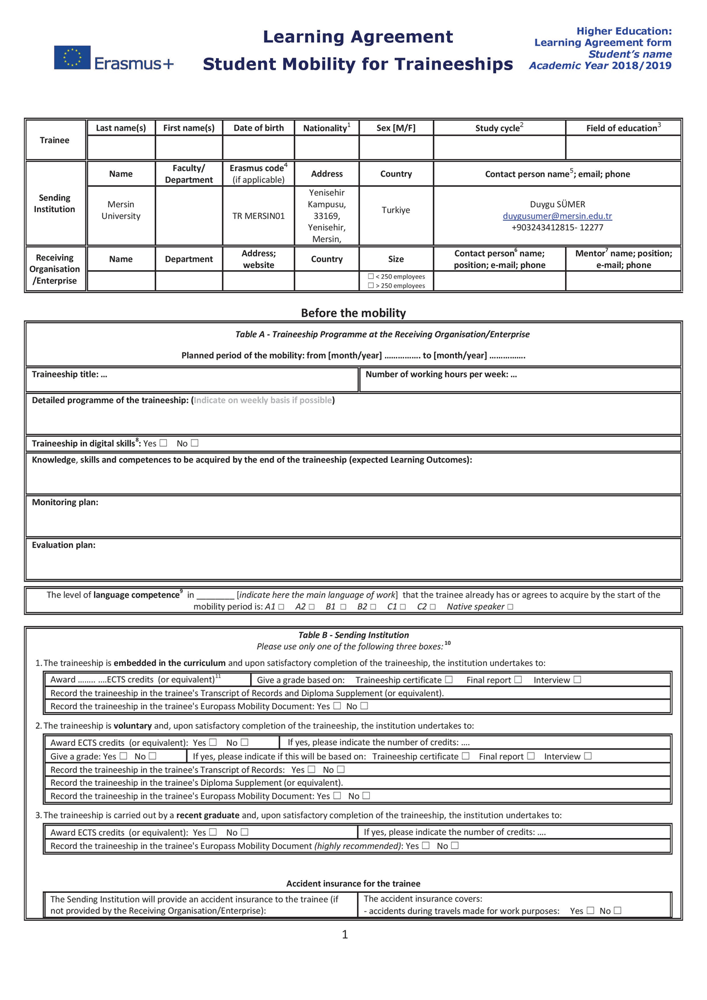 Erasmus+
Learning Agreement
Student Mobility for Traineeships
Higher Education:
Learning Agreement form
Student's name
Academic Year 2018/2019
Trainee
Last name(s) First name(s) Date of birth Nationality1 Sex [M/F] Study cycle2 Field of education3
Sending
Institution
Name Faculty/
Department Erasmus code4
(if applicable) Address Country Contact person name5; email; phone
Mersin
University
TR MERSIN01
Yenisehir
Kampusu,
33169,
Yenisehir,
Mersin,
Turkiye
Duygu SÜMER
duygusumer@mersin.edu.tr
+903243412815- 12277
Receiving
Organisation
/Enterprise
Name Department Address;
website Country Size Contact person6 name;
position; e-mail; phone Mentor7 name; position;
e-mail; phone
☐ < 250 employees
☐ > 250 employees
Before the mobility
Table A - Traineeship Programme at the Receiving Organisation/Enterprise
Planned period of the mobility: from [month/year] ……………. to [month/year] …………….
Traineeship title: … Number of working hours per week: …
Detailed programme of the traineeship: (Indicate on weekly basis if possible)
Traineeship in digital skills8: Yes ☐ No ☐
Knowledge, skills and competences to be acquired by the end of the traineeship (expected Learning Outcomes):
Monitoring plan:
Evaluation plan:
The level of language competence9 in ________ [indicate here the main language of work] that the trainee already has or agrees to acquire by the start of the
mobility period is: A1 ☐ A2 ☐ B1 ☐ B2 ☐ C1 ☐ C2 ☐ Native speaker ☐
Table B - Sending Institution
Please use only one of the following three boxes: 10
1. The traineeship is embedded in the curriculum and upon satisfactory completion of the traineeship, the institution undertakes to:
Award …….. ….ECTS credits (or equivalent)11 Give a grade based on: Traineeship certificate ☐ Final report ☐ Interview ☐
Record the traineeship in the trainee's Transcript of Records and Diploma Supplement (or equivalent).
Record the traineeship in the trainee's Europass Mobility Document: Yes ☐ No ☐
2. The traineeship is voluntary and, upon satisfactory completion of the traineeship, the institution undertakes to:
Award ECTS credits (or equivalent): Yes ☐ No ☐ If yes, please indicate the number of credits: ….
Give a grade: Yes ☐ No ☐ If yes, please indicate if this will be based on: Traineeship certificate ☐ Final report ☐ Interview ☐
Record the traineeship in the trainee's Transcript of Records: Yes ☐ No ☐
Record the traineeship in the trainee's Diploma Supplement (or equivalent).
Record the traineeship in the trainee's Europass Mobility Document: Yes ☐ No ☐
3. The traineeship is carried out by a recent graduate and, upon satisfactory completion of the traineeship, the institution undertakes to:
Award ECTS credits (or equivalent): Yes ☐ No ☐ If yes, please indicate the number of credits: ….
Record the traineeship in the trainee's Europass Mobility Document (highly recommended): Yes ☐ No ☐
Accident insurance for the trainee
The Sending Institution will provide an accident insurance to the trainee (if
not provided by the Receiving Organisation/Enterprise):
The accident insurance covers:
- accidents during travels made for work purposes: Yes ☐ No ☐
1